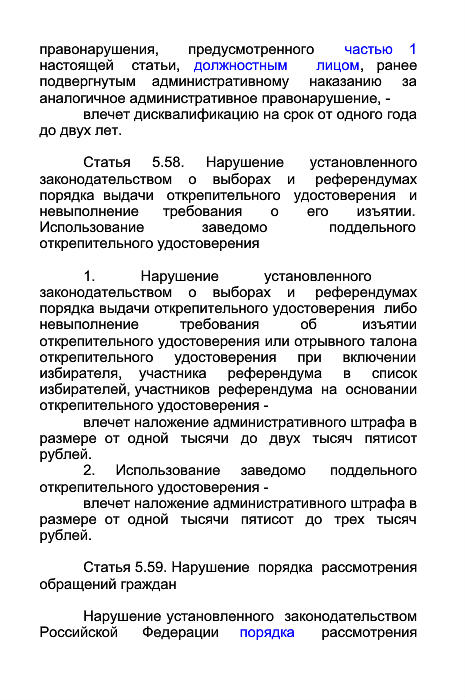 правонарушения, предусмотренного частью 1
настоящей статьи, должностным лицом, ранее
подвергнутым административному наказанию за
аналогичное административное правонарушение, -
влечет дисквалификацию на срок от одного года
до двух лет.
Статья 5.58. Нарушение установленного
законодательством о выборах и референдумах
порядка выдачи открепительного удостоверения и
невыполнение требования о его изъятии.
Использование заведомо поддельного
открепительного удостоверения
1. Нарушение установленного
законодательством о выборах и референдумах
порядка выдачи открепительного удостоверения либо
невыполнение требования об изъятии
открепительного удостоверения или отрывного талона
открепительного удостоверения при включении
избирателя, участника референдума в список
избирателей, участников референдума на основании
открепительного удостоверения -
влечет наложение административного штрафа в
размере от одной тысячи до двух тысяч пятисот
рублей.
2. Использование заведомо поддельного
открепительного удостоверения -
влечет наложение административного штрафа в
размере от одной тысячи пятисот до трех тысяч
рублей.
Статья 5.59. Нарушение порядка рассмотрения
обращений граждан
Нарушение установленного законодательством
Российской Федерации порядка рассмотрения